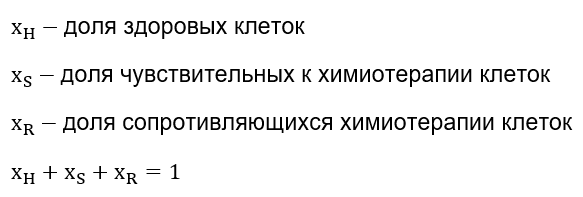 x_H − доля здоровых клеток
x_S − доля чувствительных к химиотерапии клеток
x_R − доля сопротивляющихся химиотерапии клеток
x_H + x_S + x_R = 1